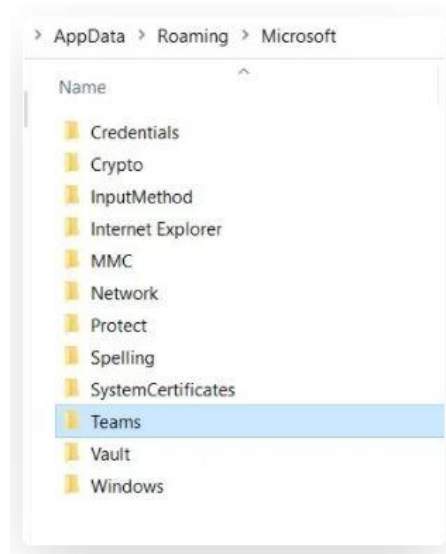 > AppData > Roaming > Microsoft
Name
Credentials
Crypto
InputMethod
Internet Explorer
MMC
Network
Protect
Spelling
SystemCertificates
Teams
Vault
Windows